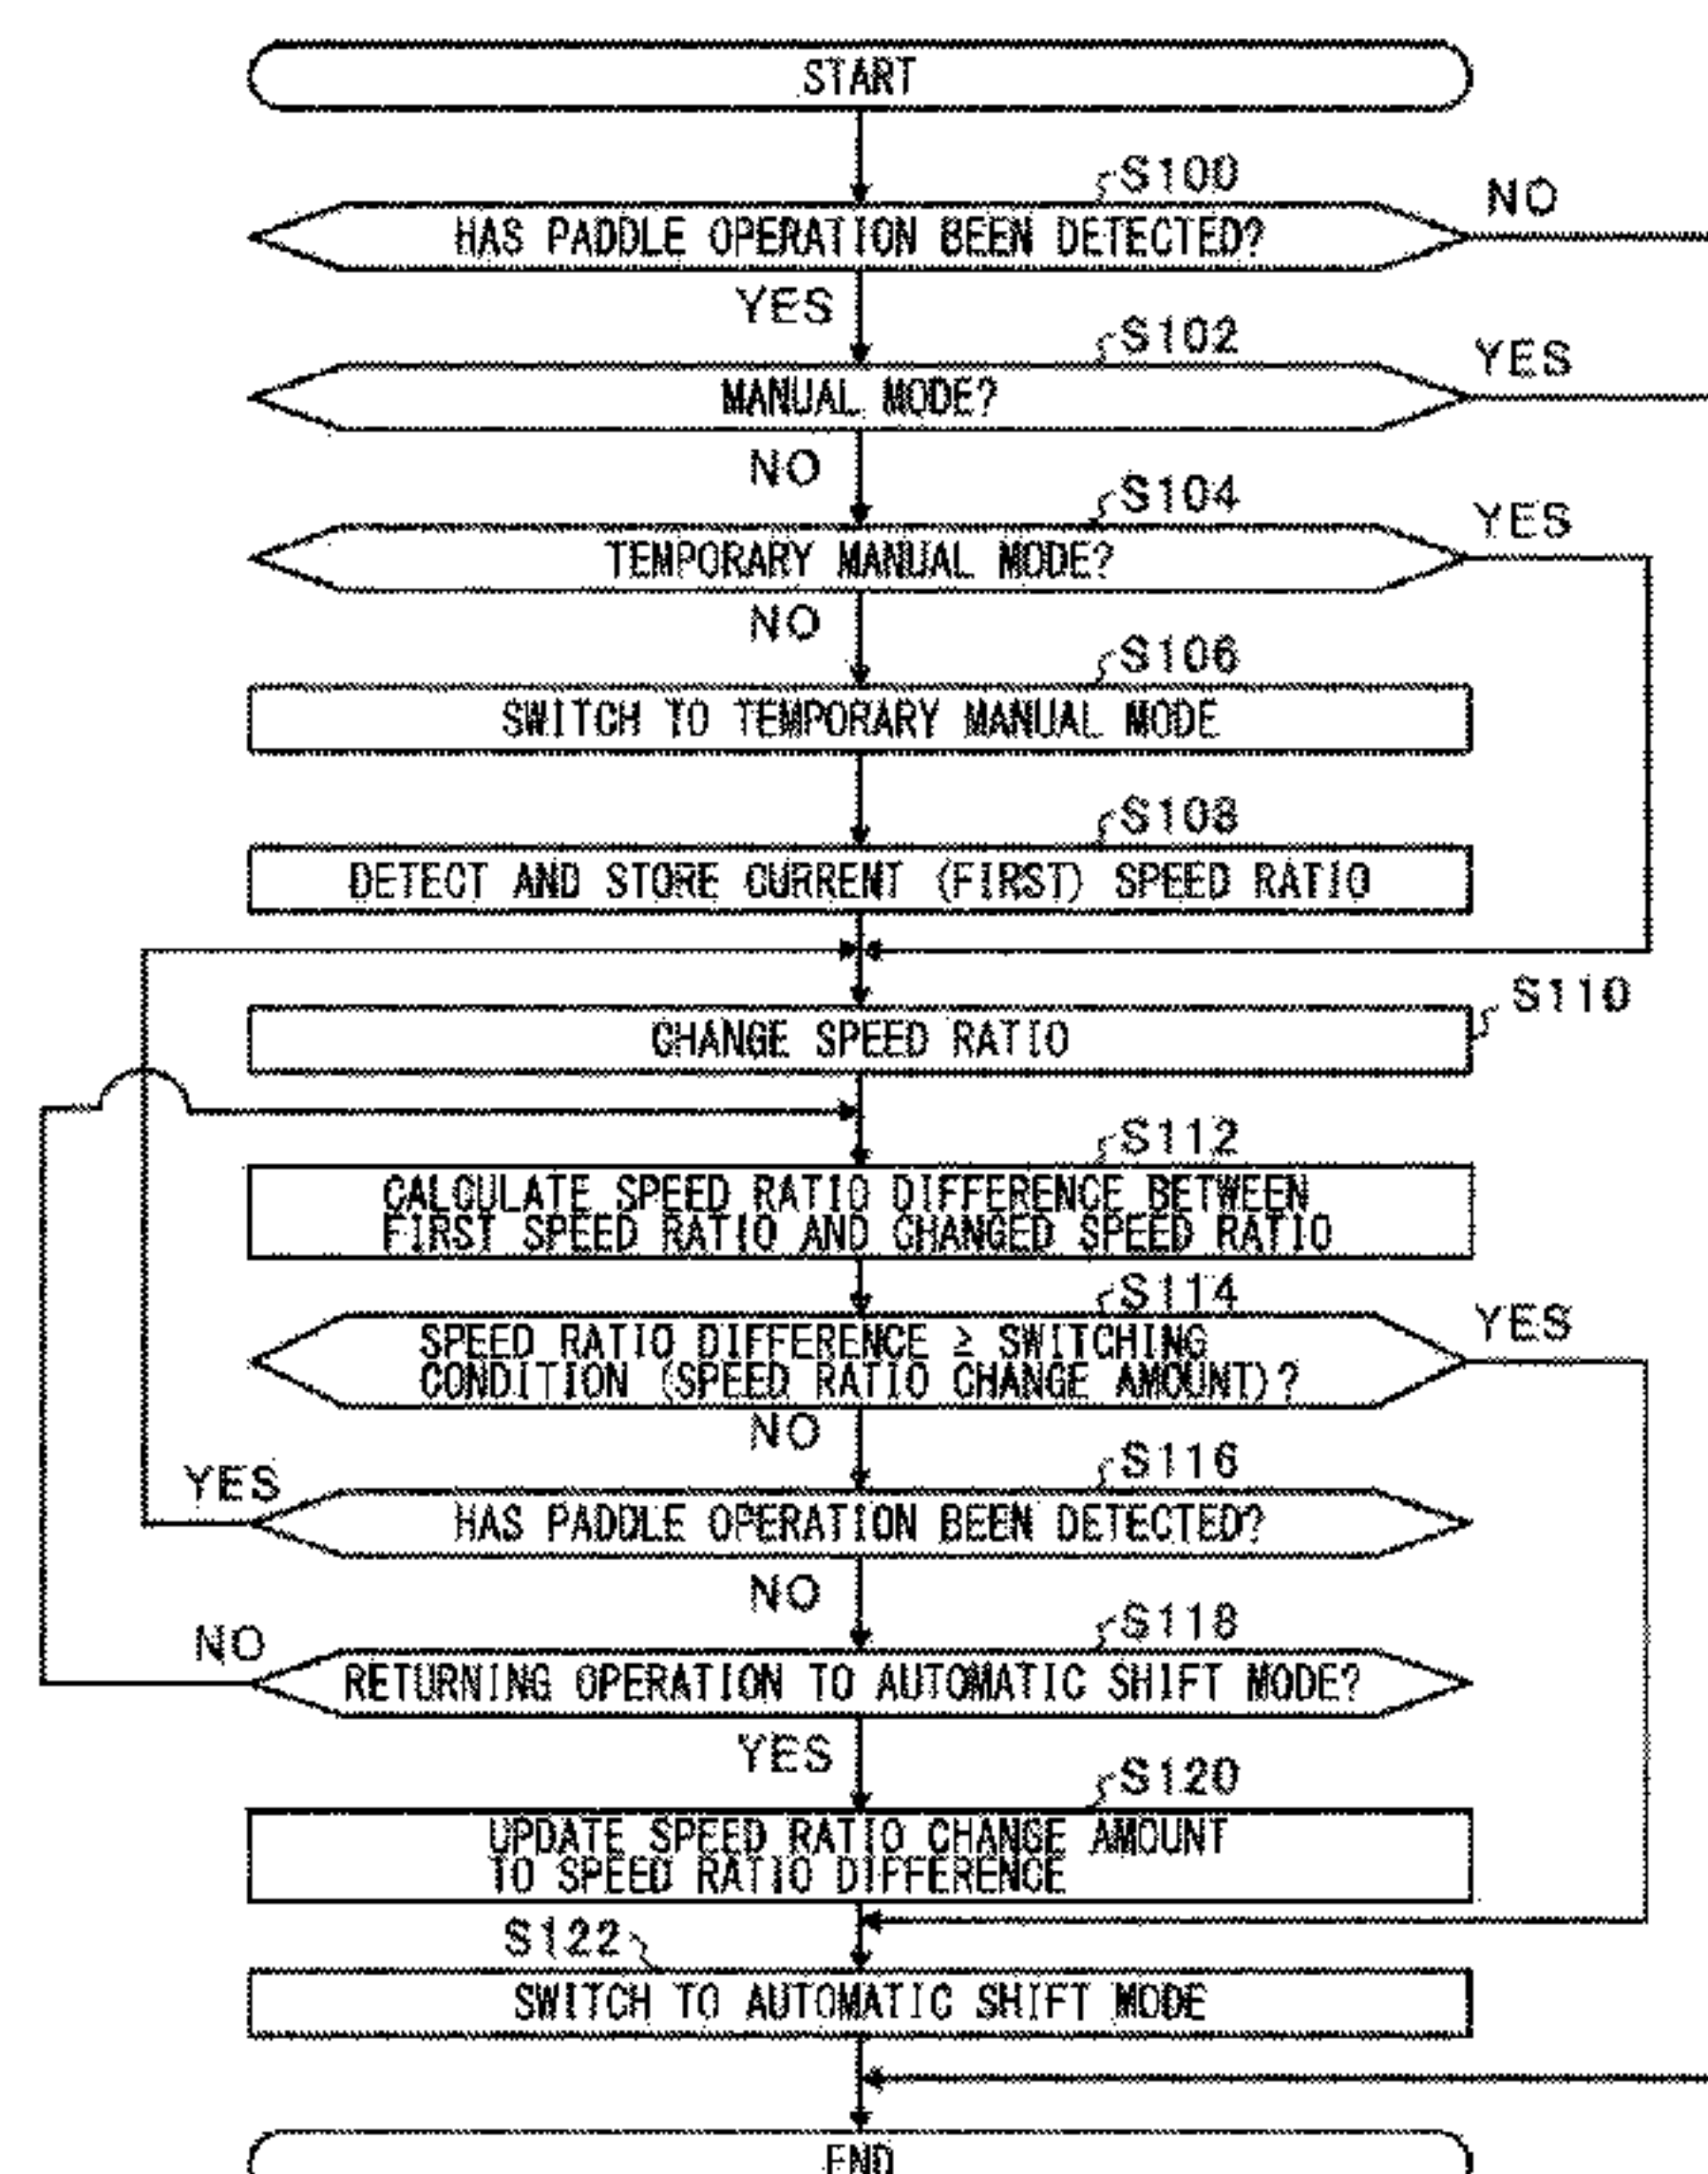 START
S100
HAS PADDLE OPERATION BEEN DETECTED?
NO
YES
S102
MANUAL MODE?
YES
NO
S104
TEMPORARY MANUAL MODE?
YES
NO
S106
SWITCH TO TEMPORARY MANUAL MODE
S108
DETECT AND STORE CURRENT (FIRST) SPEED RATIO
S110
CHANGE SPEED RATIO
S112
CALCULATE SPEED RATIO DIFFERENCE BETWEEN
FIRST SPEED RATIO AND CHANGED SPEED RATIO
S114
SPEED RATIO DIFFERENCE ≥ SWITCHING
CONDITION (SPEED RATIO CHANGE AMOUNT)?
YES
NO
S116
YES
HAS PADDLE OPERATION BEEN DETECTED?
NO
S118
NO
RETURNING OPERATION TO AUTOMATIC SHIFT MODE?
YES
S120
UPDATE SPEED RATIO CHANGE AMOUNT
TO SPEED RATIO DIFFERENCE
S122
SWITCH TO AUTOMATIC SHIFT MODE
END